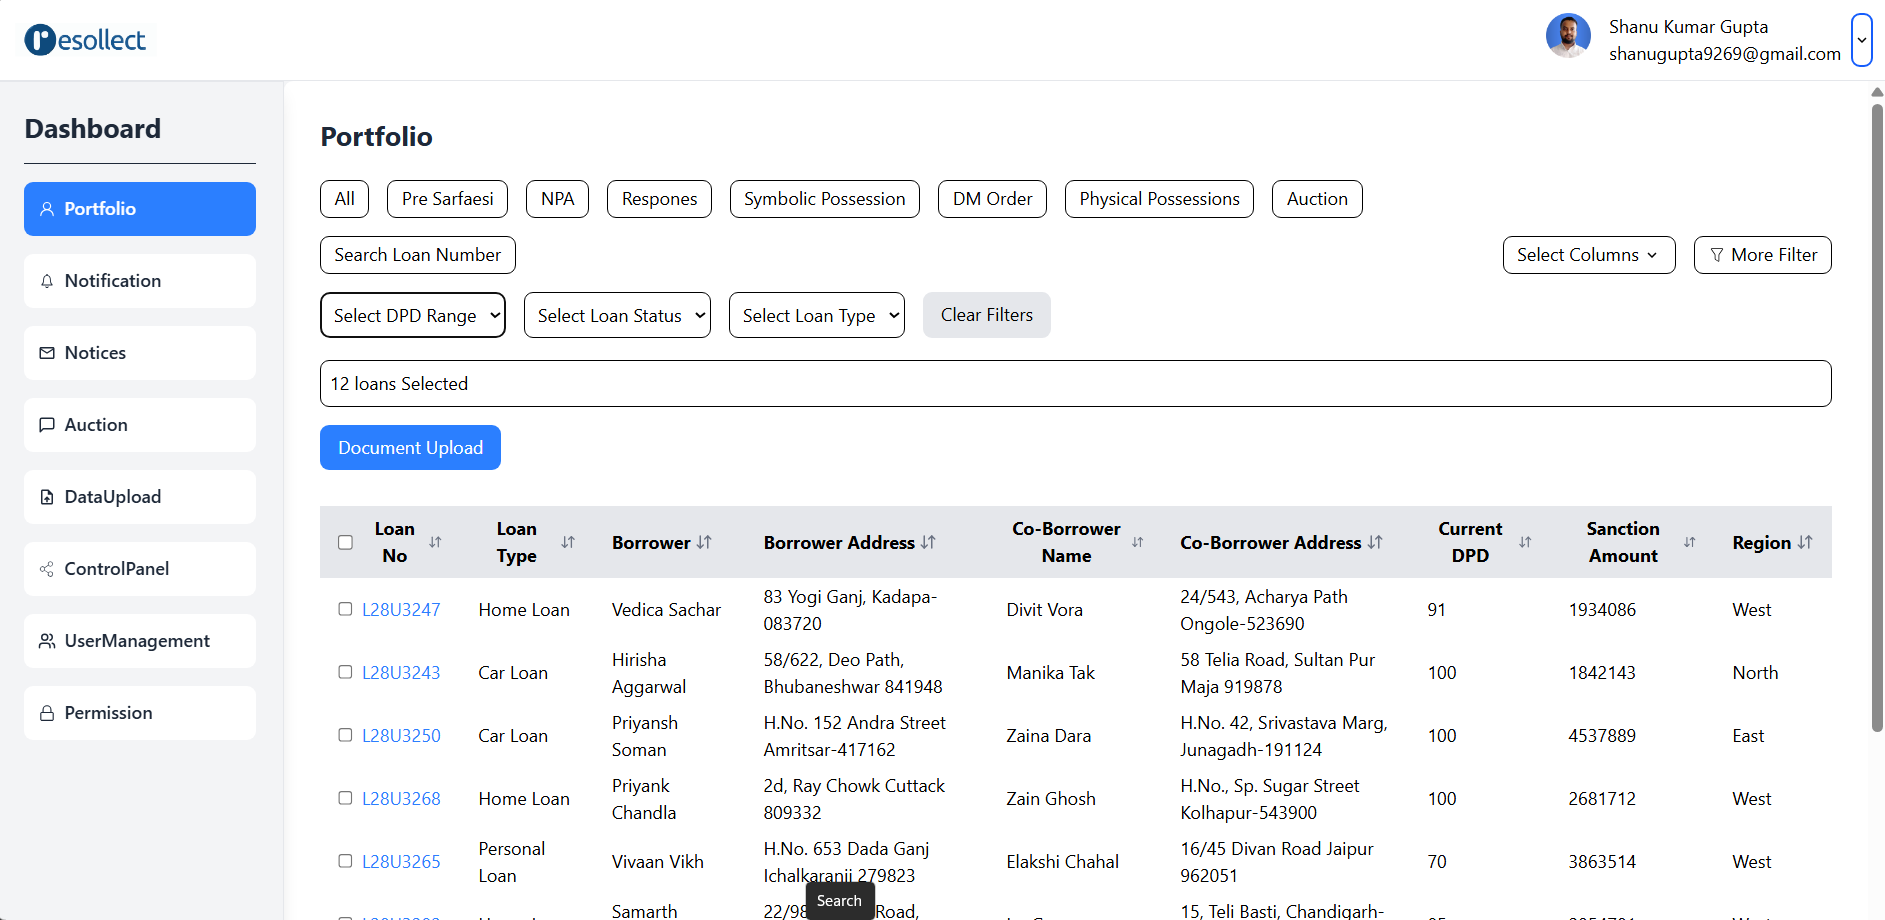 resollect
Shanu Kumar Gupta
shanugupta9269@gmail.com
Dashboard
Portfolio
Notification
Notices
Auction
DataUpload
ControlPanel
UserManagement
Permission
Portfolio
All Pre Sarfaesi NPA Respones Symbolic Possession DM Order Physical Possessions Auction
Search Loan Number Select Columns More Filter
Select DPD Range Select Loan Status Select Loan Type Clear Filters
12 loans Selected
Document Upload
Loan No Loan Type Borrower Borrower Address Co-Borrower Name Co-Borrower Address Current DPD Sanction Amount Region
L28U3247 Home Loan Vedica Sachar 83 Yogi Ganj, Kadapa-083720 Divit Vora 24/543, Acharya Path Ongole-523690 91 1934086 West
L28U3243 Car Loan Hirisha Aggarwal 58/622, Deo Path, Bhubaneshwar 841948 Manika Tak 58 Telia Road, Sultan Pur Maja 919878 100 1842143 North
L28U3250 Car Loan Priyansh Soman H.No. 152 Andra Street Amritsar-417162 Zaina Dara H.No. 42, Srivastava Marg, Junagadh-191124 100 4537889 East
L28U3268 Home Loan Priyank Chandla 2d, Ray Chowk Cuttack 809332 Zain Ghosh H.No., Sp. Sugar Street Kolhapur-543900 100 2681712 West
L28U3265 Personal Loan Vivaan Vikh H.No. 653 Dada Ganj Ichalkaranji 279823 Elakshi Chahal 16/45 Divan Road Jaipur 962051 70 3863514 West
Samarth Road, 15, Teli Basti, Chandigarh-
Search